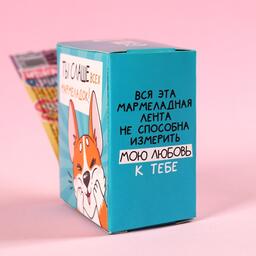 ТЫ СЛАЩЕ ВСЕХ
МАРМЕЛАДОК!
ВСЯ ЭТА
МАРМЕЛАДНАЯ
ЛЕНТА
НЕ СПОСОБНА
ИЗМЕРИТЬ
МОЮ ЛЮБОВЬ
К ТЕБЕ